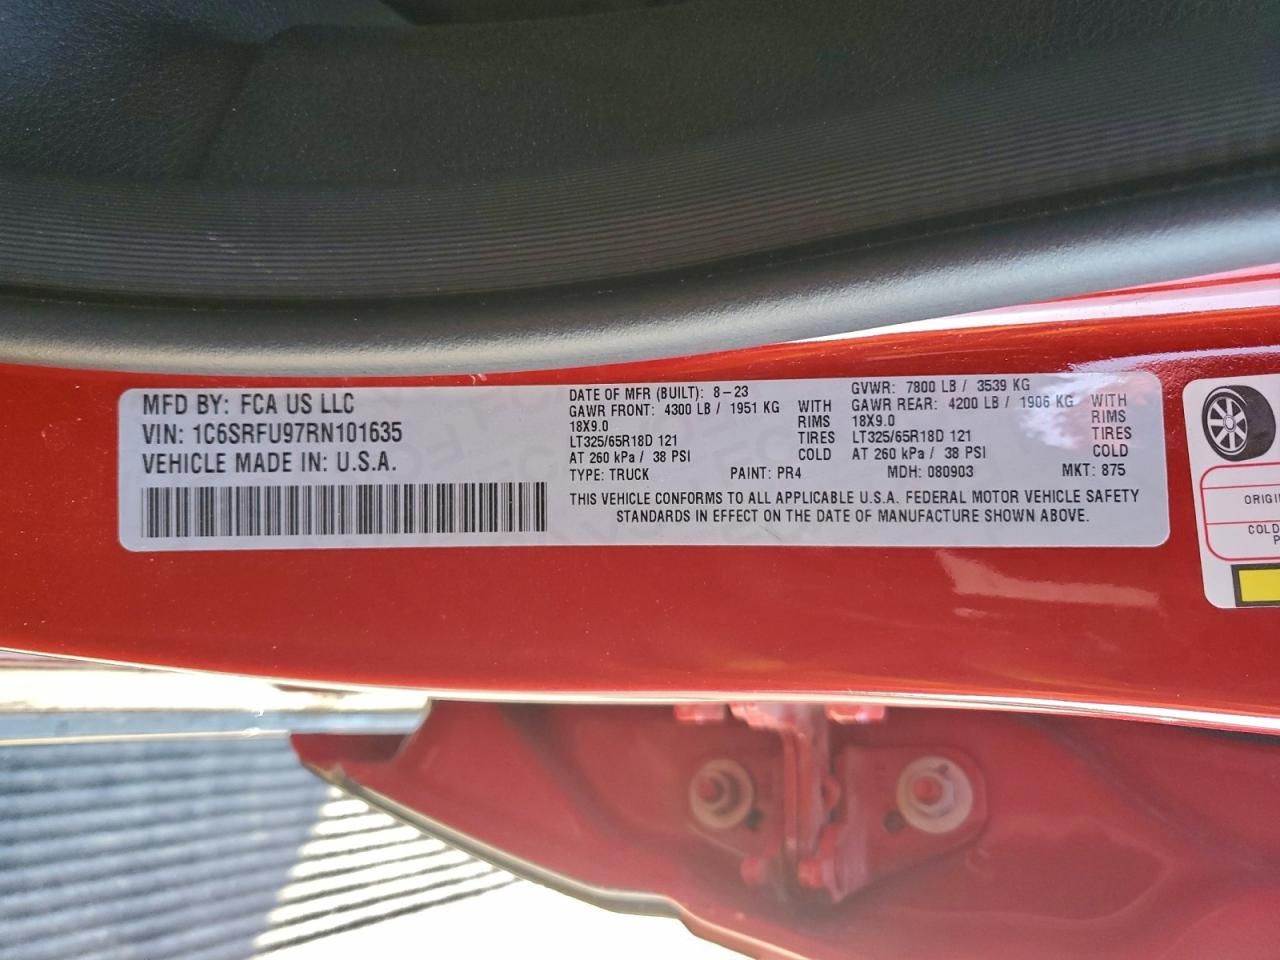 MFD BY: FCA US LLC
VIN: 1C6SRFU97RN101635
VEHICLE MADE IN: U.S.A.
DATE OF MFR (BUILT): 8-23
GAWR FRONT: 4300 LB / 1951 KG WITH
18X9.0 RIMS
LT325/65R18D 121 TIRES
AT 260 kPa / 38 PSI COLD
GVWR: 7800 LB / 3539 KG
GAWR REAR: 4200 LB / 1906 KG WITH
18X9.0 RIMS
LT325/65R18D 121 TIRES
AT 260 kPa / 38 PSI COLD
TYPE: TRUCK PAINT: PR4 MDH: 080903 MKT: 875
THIS VEHICLE CONFORMS TO ALL APPLICABLE U.S.A. FEDERAL MOTOR VEHICLE SAFETY
STANDARDS IN EFFECT ON THE DATE OF MANUFACTURE SHOWN ABOVE.
COLD